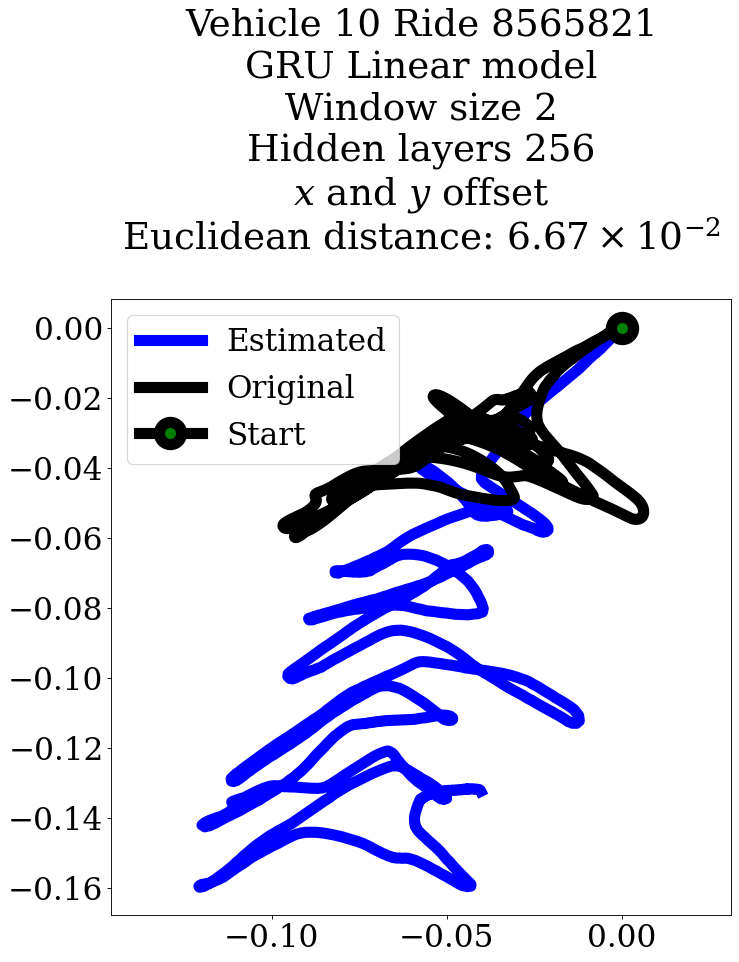 Vehicle 10 Ride 8565821
GRU Linear model
Window size 2
Hidden layers 256
x and y offset
Euclidean distance: 6.67 × 10⁻²
Estimated
Original
Start
0.00
−0.02
−0.04
−0.06
−0.08
−0.10
−0.12
−0.14
−0.16
−0.10
−0.05
0.00